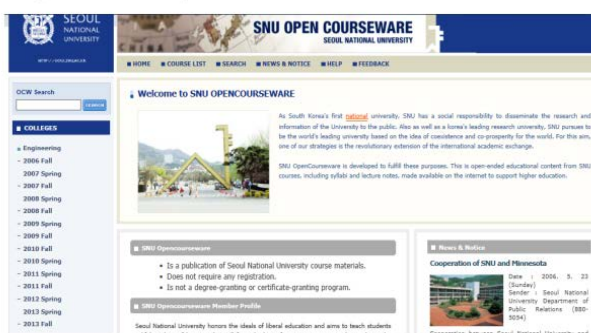 SEOUL
NATIONAL
UNIVERSITY
SNU OPEN COURSEWARE
SEOUL NATIONAL UNIVERSITY
HOME COURSE LIST SEARCH NEWS & NOTICE HELP FEEDBACK
OCW Search
COLLEGES
Engineering
- 2006 Fall
2007 Spring
- 2007 Fall
2008 Spring
- 2008 Fall
- 2009 Spring
- 2009 Fall
- 2010 Fall
- 2010 Spring
- 2011 Spring
- 2011 Fall
- 2012 Spring
2013 Spring
- 2013 Fall
Welcome to SNU OPENCOURSEWARE
As South Korea's first national university, SNU has a social responsibility to disseminate the research and
information of the University to the public. Also as well as a korea's leading research university, SNU pursues to
be the world's leading university based on the idea of coexistence and co-prosperity for the world. For this aim,
one of our strategies is the revolutionary extension of the international academic exchange.
SNU OpenCourseware is developed to fulfill these purposes. This is open-ended educational content from SNU
courses, including syllabi and lecture notes, made available on the internet to support higher education.
SNU Opencourseware
• Is a publication of Seoul National University course materials.
• Does not require any registration.
• Is not a degree-granting or certificate-granting program.
SNU Opencourseware Member Profile
Seoul National University honors the ideals of liberal education and aims to teach students
News & Notice
Cooperation of SNU and Minnesota
Date : 2006. 3. 23
(Sunday)
Sender : Seoul National
University Department of
Public Relations (880-
5054)